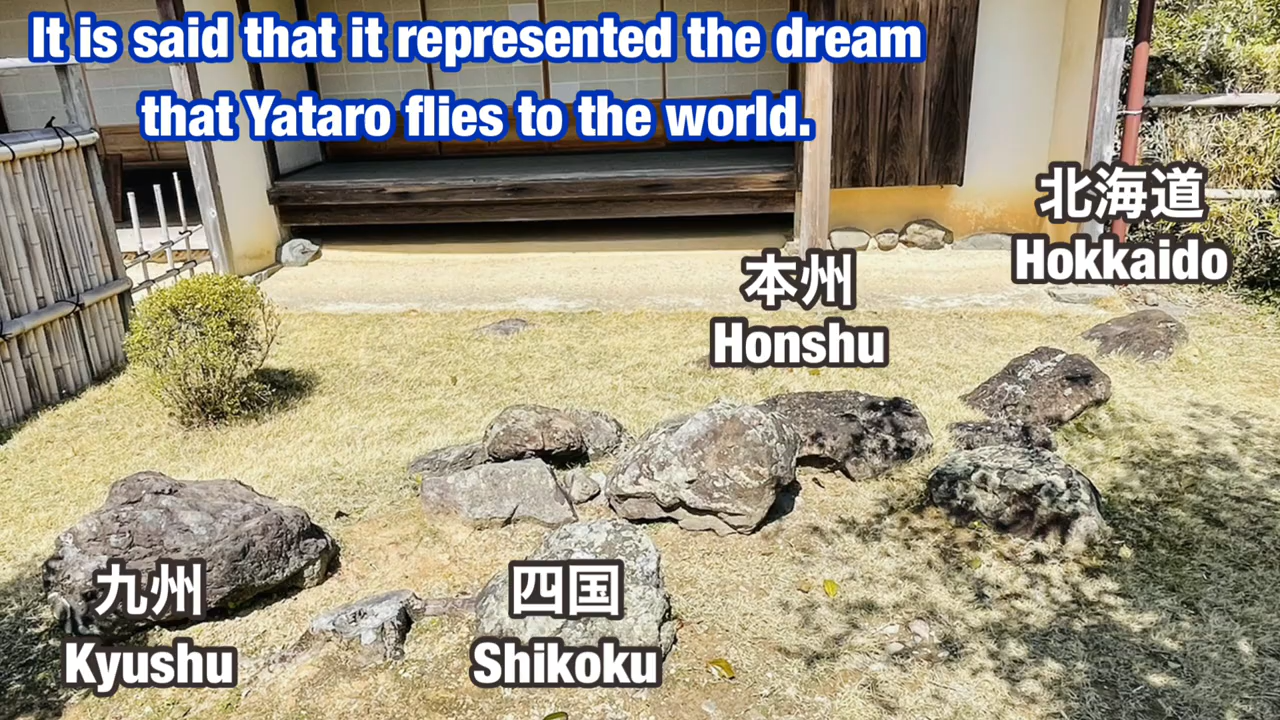 It is said that it represented the dream
that Yataro flies to the world.
北海道
Hokkaido
本州
Honshu
九州
Kyushu
四国
Shikoku